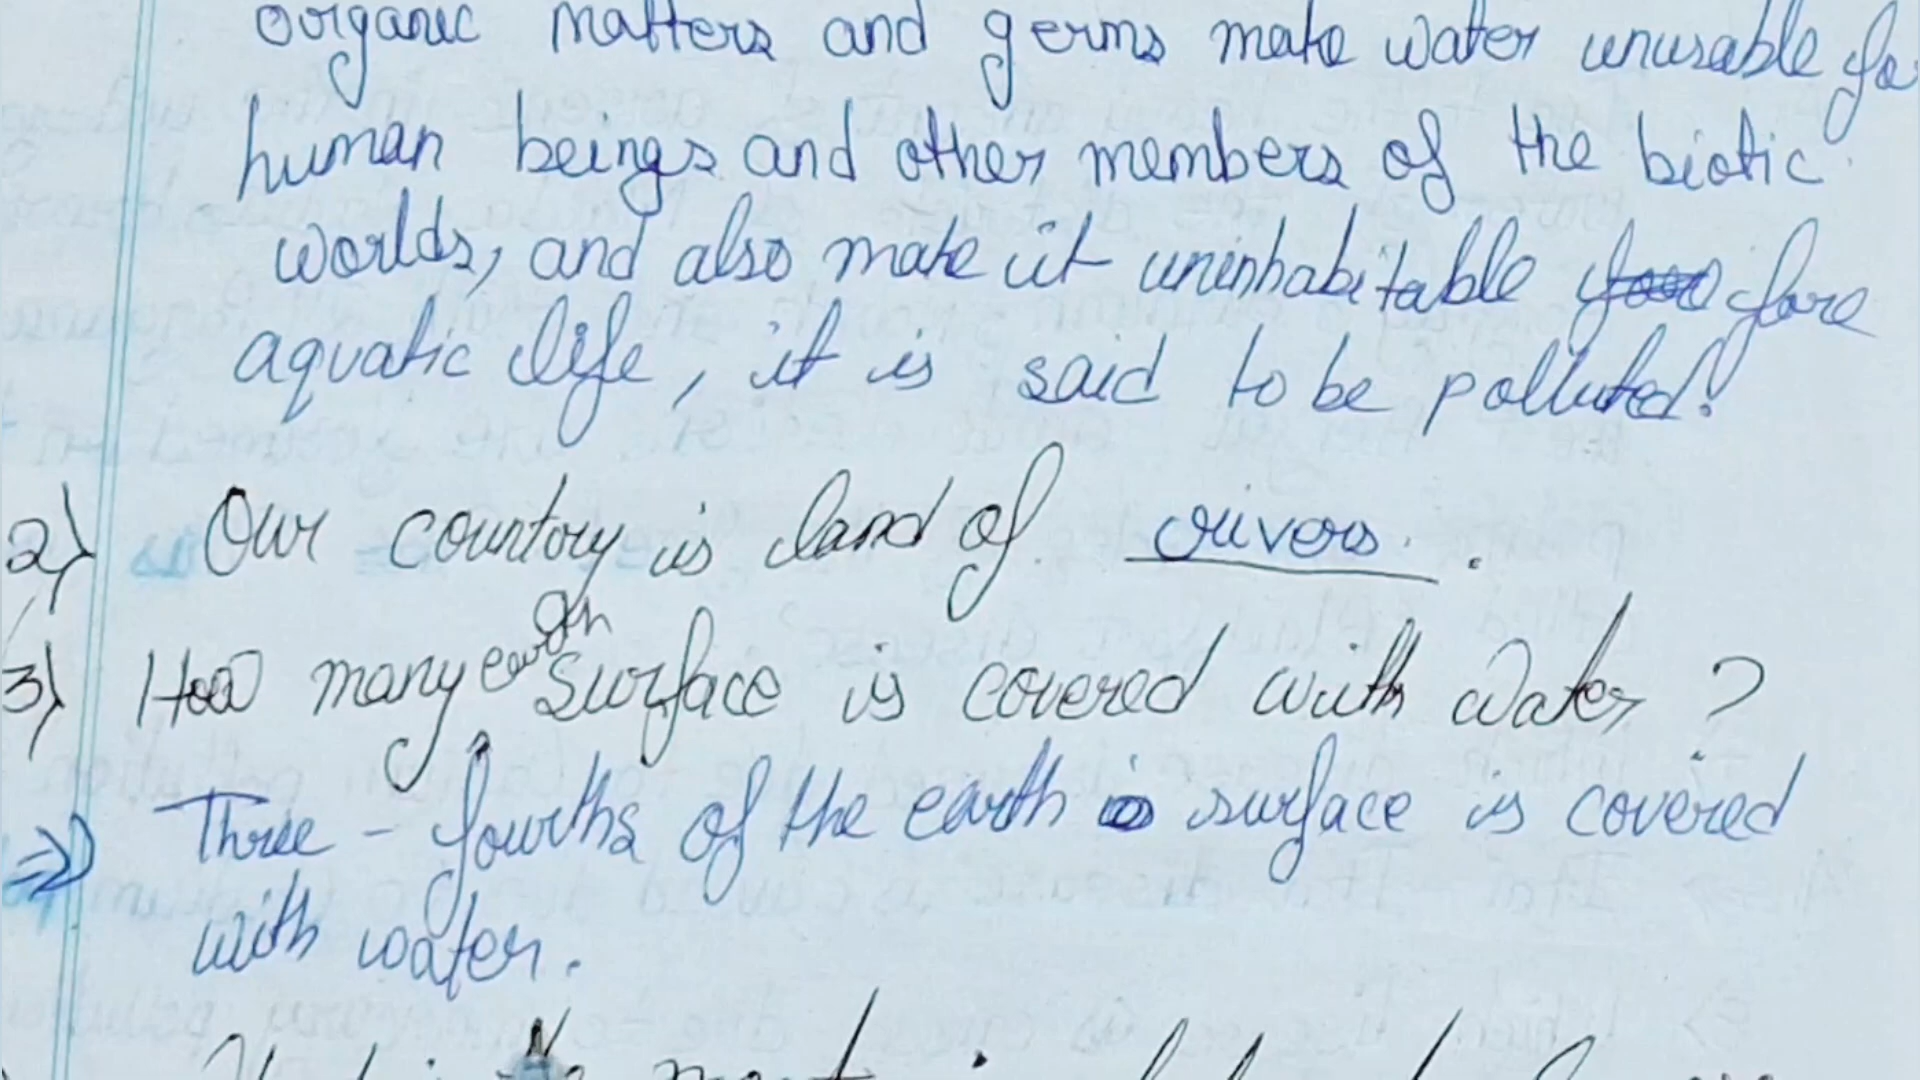 organic matters and germs make water unusable fo
human beings and other members of the biotic
worlds, and also make it uninhabitable fore
aquatic life, it is said to be polluted.
2) Our country is land of rivers.
3) How many earth surface is covered with water?
⇒) Three-fourths of the earth surface is covered
with water.